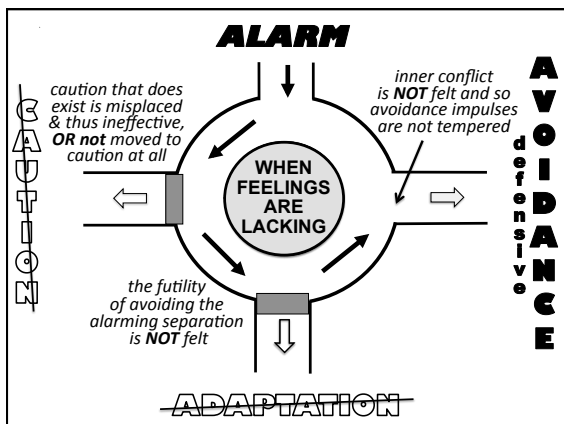 ALARM
caution that does
exist is misplaced
& thus ineffective,
OR not moved to
caution at all
inner conflict
is NOT felt and so
avoidance impulses
are not tempered
CAUTION
WHEN
FEELINGS
ARE
LACKING
defensive
AVOIDANCE
the futility
of avoiding the
alarming separation
is NOT felt
ADAPTATION